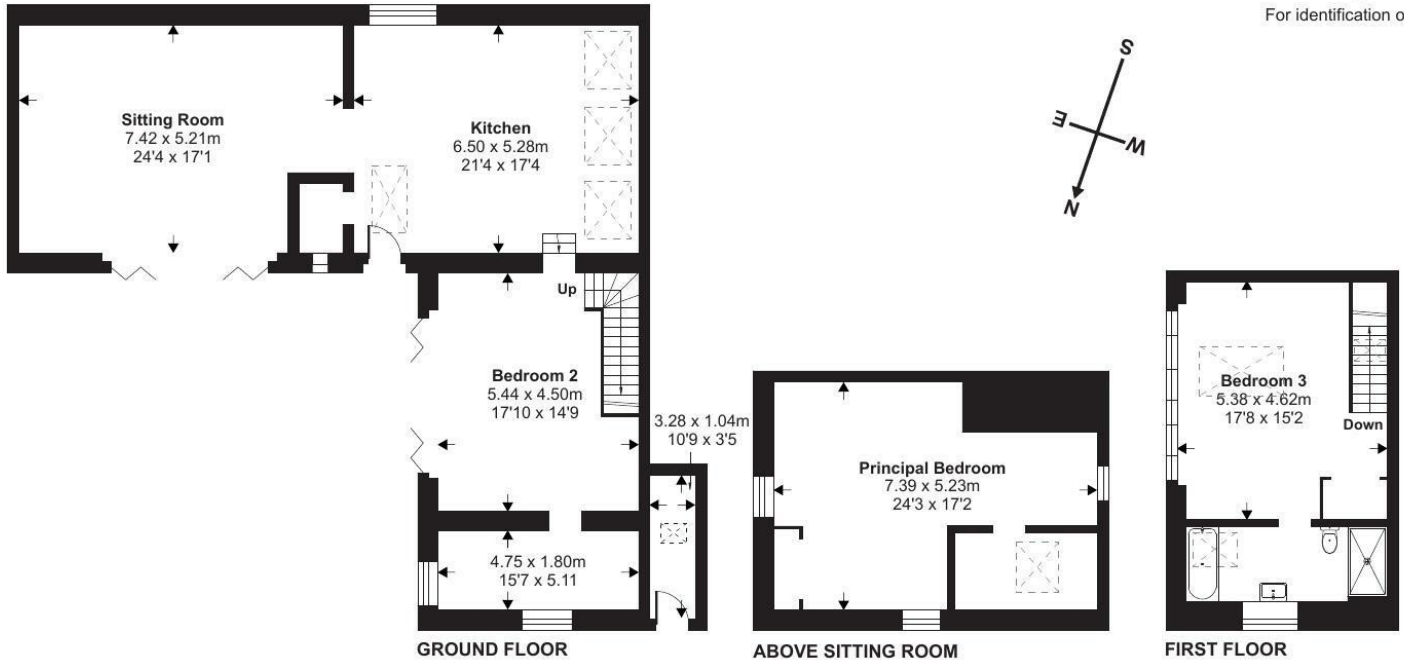 For identification o
S
E
W
N
Sitting Room
7.42 x 5.21m
24'4 x 17'1
Kitchen
6.50 x 5.28m
21'4 x 17'4
Up
Bedroom 2
5.44 x 4.50m
17'10 x 14'9
3.28 x 1.04m
10'9 x 3'5
4.75 x 1.80m
15'7 x 5.11
GROUND FLOOR
Principal Bedroom
7.39 x 5.23m
24'3 x 17'2
ABOVE SITTING ROOM
Bedroom 3
5.38 x 4.62m
17'8 x 15'2
Down
FIRST FLOOR